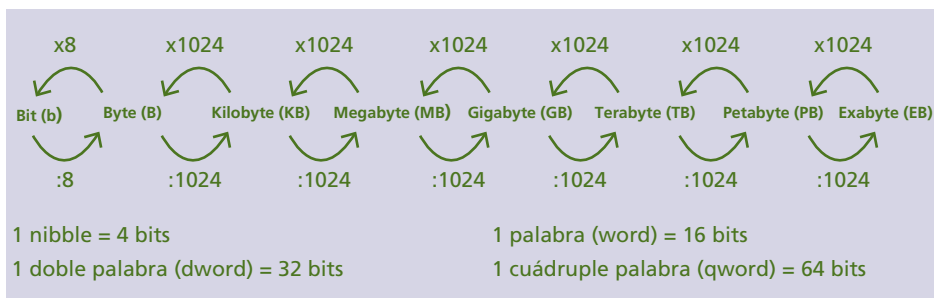 x8 x1024 x1024 x1024 x1024 x1024 x1024
Bit (b) Byte (B) Kilobyte (KB) Megabyte (MB) Gigabyte (GB) Terabyte (TB) Petabyte (PB) Exabyte (EB)
:8 :1024 :1024 :1024 :1024 :1024 :1024
1 nibble = 4 bits 1 palabra (word) = 16 bits
1 doble palabra (dword) = 32 bits 1 cuádruple palabra (qword) = 64 bits